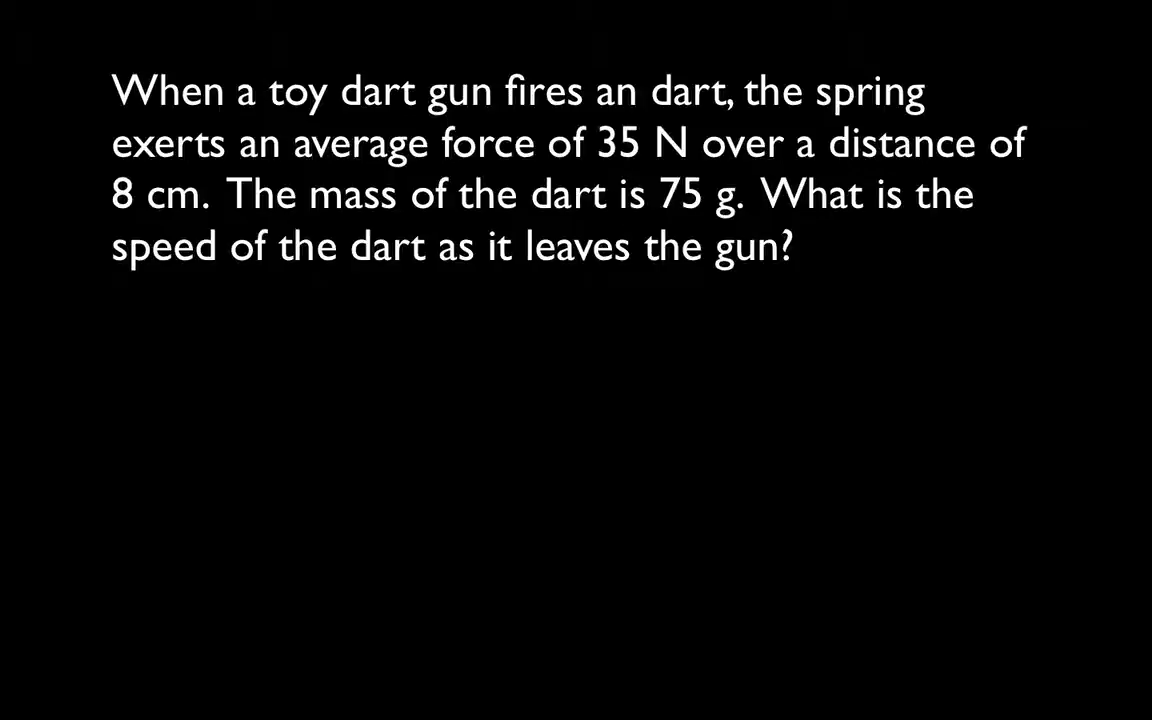 When a toy dart gun fires an dart, the spring
exerts an average force of 35 N over a distance of
8 cm.  The mass of the dart is 75 g.  What is the
speed of the dart as it leaves the gun?